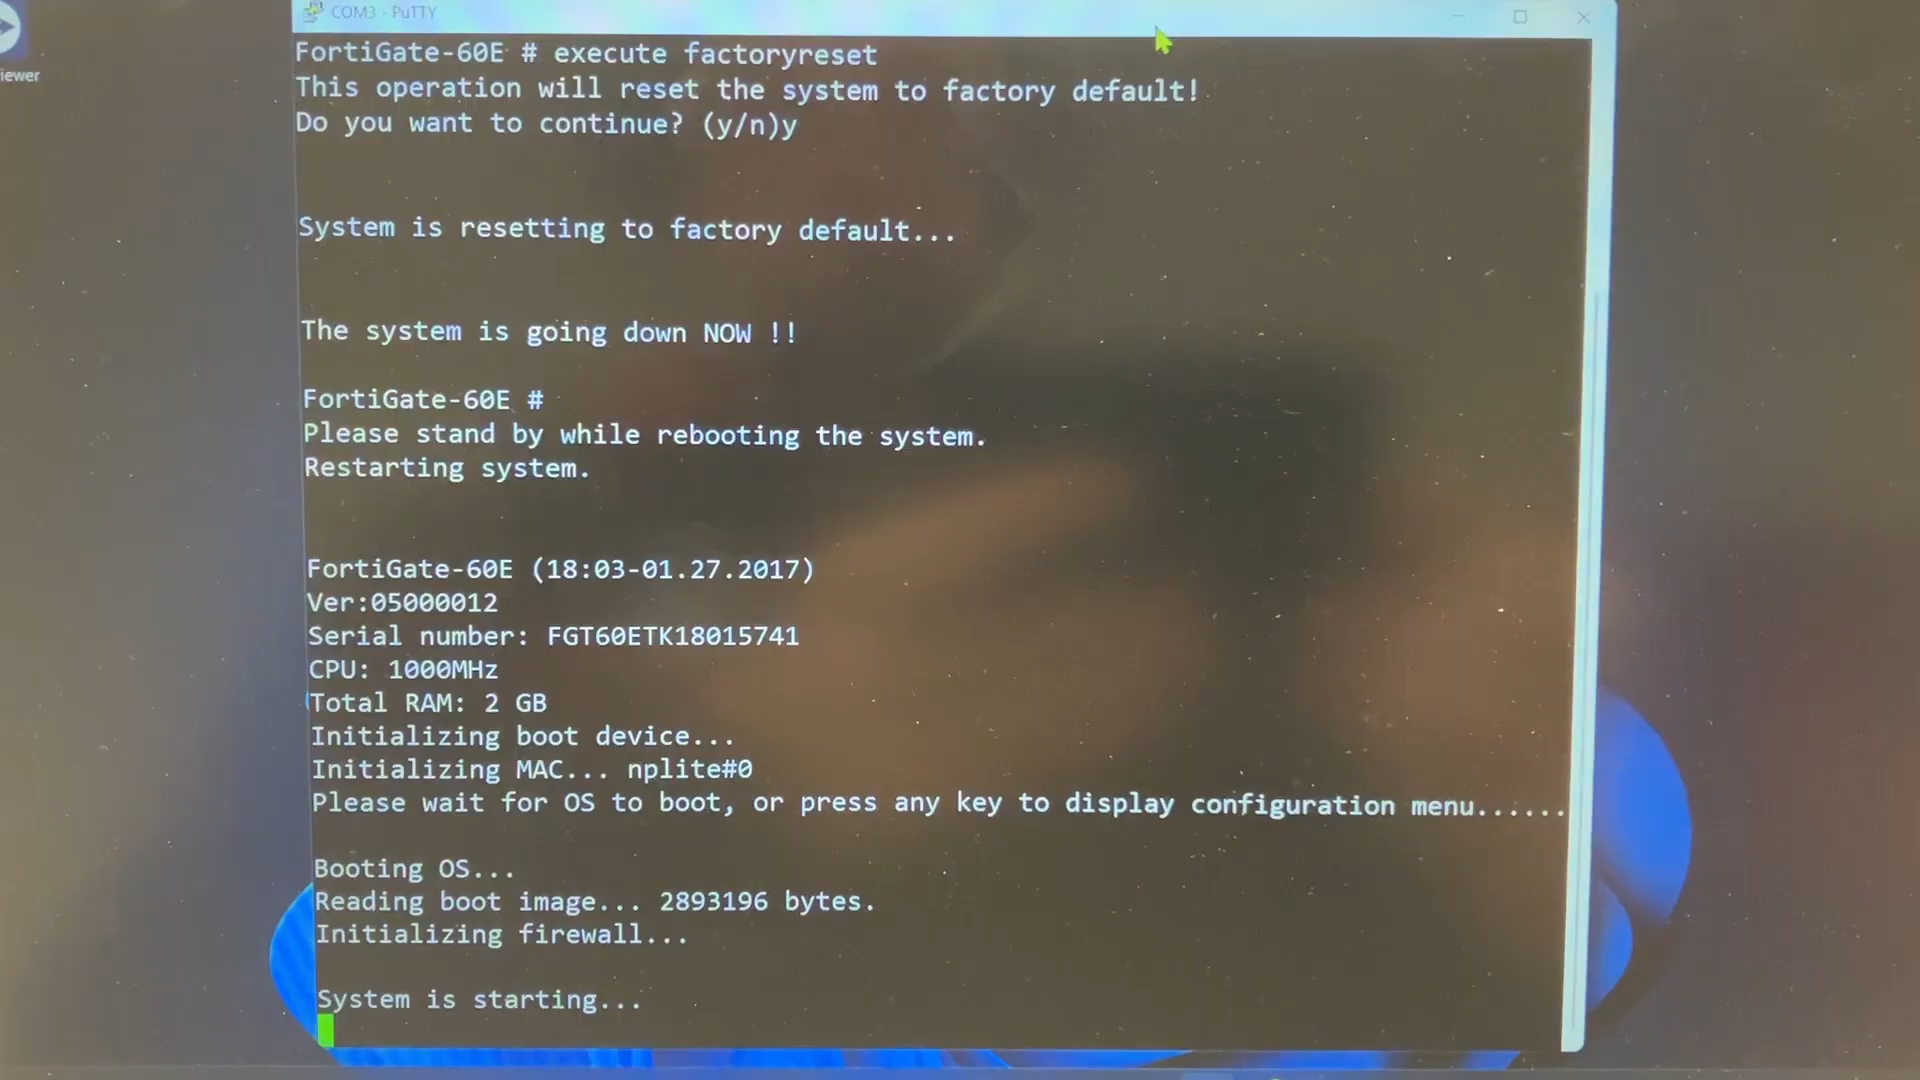 COM3 - PuTTY
iewer
FortiGate-60E # execute factoryreset
This operation will reset the system to factory default!
Do you want to continue? (y/n)y
System is resetting to factory default...
The system is going down NOW !!
FortiGate-60E #
Please stand by while rebooting the system.
Restarting system.
FortiGate-60E (18:03-01.27.2017)
Ver:05000012
Serial number: FGT60ETK18015741
CPU: 1000MHz
Total RAM: 2 GB
Initializing boot device...
Initializing MAC... nplite#0
Please wait for OS to boot, or press any key to display configuration menu......
Booting OS...
Reading boot image... 2893196 bytes.
Initializing firewall...
System is starting...